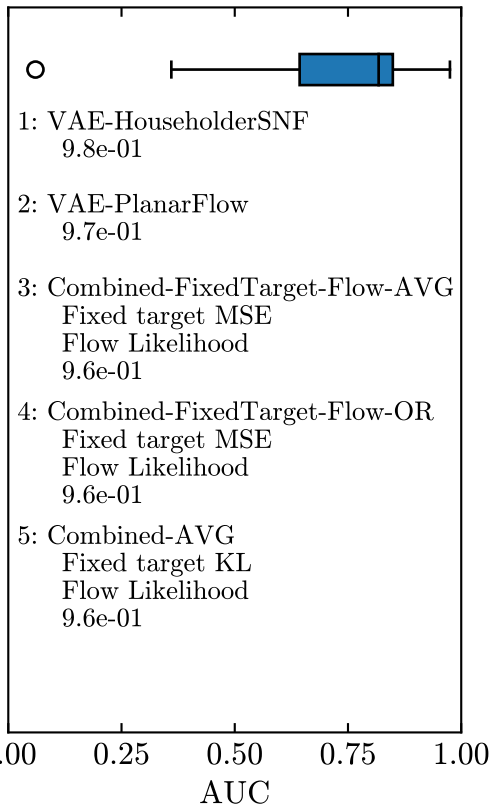 1: VAE-HouseholderSNF
9.8e-01
2: VAE-PlanarFlow
9.7e-01
3: Combined-FixedTarget-Flow-AVG
Fixed target MSE
Flow Likelihood
9.6e-01
4: Combined-FixedTarget-Flow-OR
Fixed target MSE
Flow Likelihood
9.6e-01
5: Combined-AVG
Fixed target KL
Flow Likelihood
9.6e-01
.00 0.25 0.50 0.75 1.00
AUC